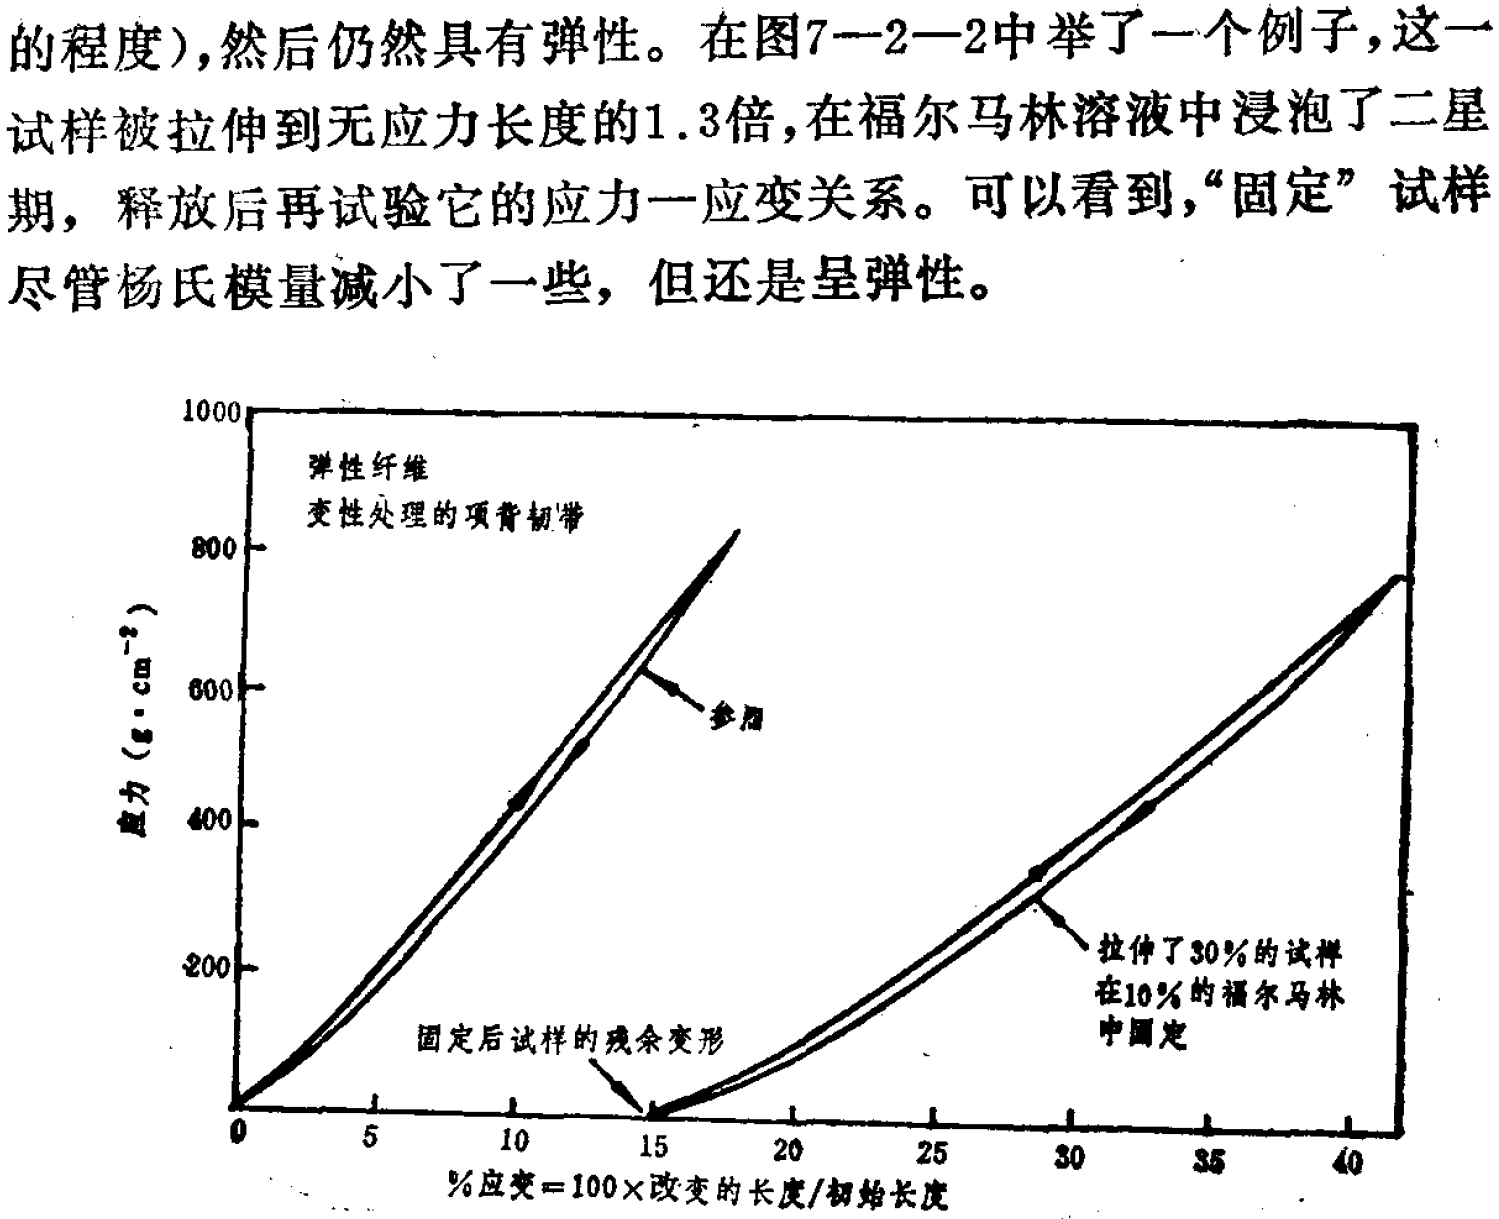 的程度),然后仍然具有弹性。在图7—2—2中举了一个例子,这一
试样被拉伸到无应力长度的1.3倍,在福尔马林溶液中浸泡了二星
期，释放后再试验它的应力—应变关系。可以看到,“固定”试样
尽管杨氏模量减小了一些，但还是呈弹性。
1000
弹性纤维
变性处理的项背韧带
800
600
400
200
应力(g·cm⁻²)
参照
拉伸了30%的试样
在10%的福尔马林
中固定
固定后试样的残余变形
0 5 10 15 20 25 30 35 40
%应变=100×改变的长度/初始长度